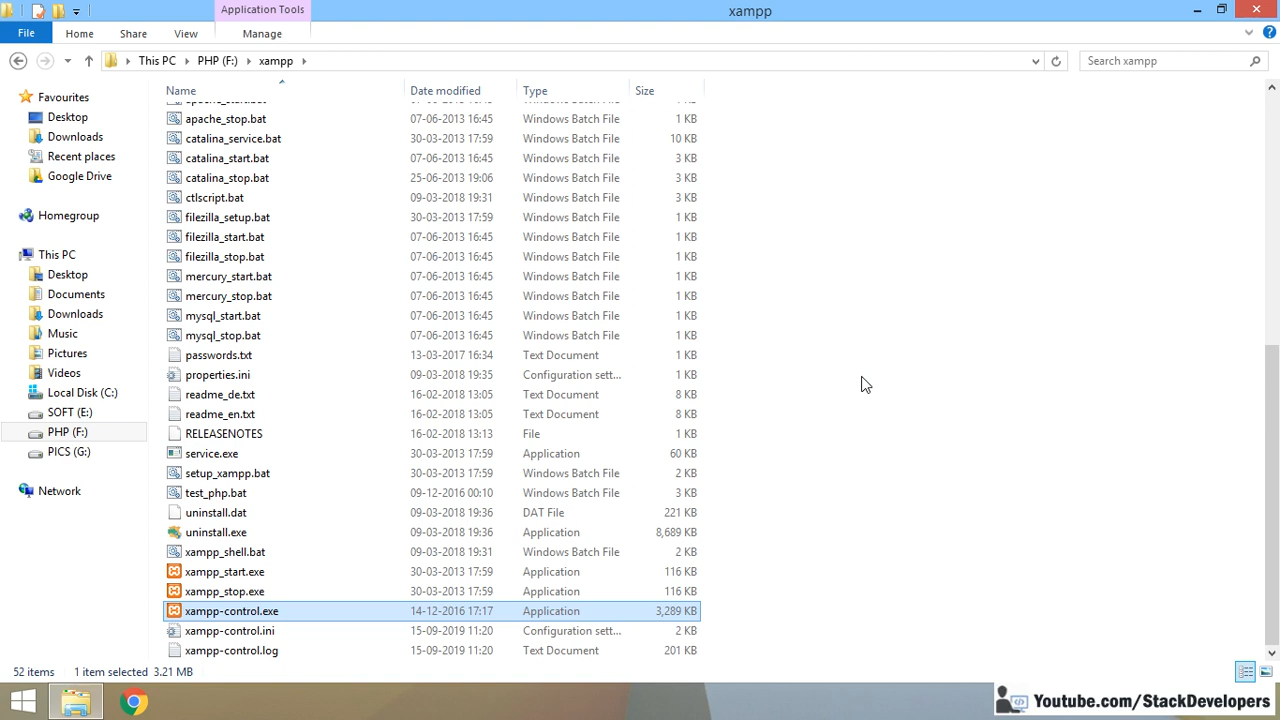 Application Tools
xampp
File Home Share View Manage
This PC PHP (F:) xampp
Search xampp
Name Date modified Type Size
apache_stop.bat 07-06-2013 16:45 Windows Batch File 1 KB
catalina_service.bat 30-03-2013 17:59 Windows Batch File 10 KB
catalina_start.bat 07-06-2013 16:45 Windows Batch File 3 KB
catalina_stop.bat 25-06-2013 19:06 Windows Batch File 3 KB
ctlscript.bat 09-03-2018 19:31 Windows Batch File 3 KB
filezilla_setup.bat 30-03-2013 17:59 Windows Batch File 1 KB
filezilla_start.bat 07-06-2013 16:45 Windows Batch File 1 KB
filezilla_stop.bat 07-06-2013 16:45 Windows Batch File 1 KB
mercury_start.bat 07-06-2013 16:45 Windows Batch File 1 KB
mercury_stop.bat 07-06-2013 16:45 Windows Batch File 1 KB
mysql_start.bat 07-06-2013 16:45 Windows Batch File 1 KB
mysql_stop.bat 07-06-2013 16:45 Windows Batch File 1 KB
passwords.txt 13-03-2017 16:34 Text Document 1 KB
properties.ini 09-03-2018 19:35 Configuration sett... 1 KB
readme_de.txt 16-02-2018 13:05 Text Document 8 KB
readme_en.txt 16-02-2018 13:05 Text Document 8 KB
RELEASENOTES 16-02-2018 13:13 File 1 KB
service.exe 30-03-2013 17:59 Application 60 KB
setup_xampp.bat 30-03-2013 17:59 Windows Batch File 2 KB
test_php.bat 09-12-2016 00:10 Windows Batch File 3 KB
uninstall.dat 09-03-2018 19:36 DAT File 221 KB
uninstall.exe 09-03-2018 19:36 Application 8,689 KB
xampp_shell.bat 09-03-2018 19:31 Windows Batch File 2 KB
xampp_start.exe 30-03-2013 17:59 Application 116 KB
xampp_stop.exe 30-03-2013 17:59 Application 116 KB
xampp-control.exe 14-12-2016 17:17 Application 3,289 KB
xampp-control.ini 15-09-2019 11:20 Configuration sett... 2 KB
xampp-control.log 15-09-2019 11:20 Text Document 201 KB
Favourites
Desktop
Downloads
Recent places
Google Drive
Homegroup
This PC
Desktop
Documents
Downloads
Music
Pictures
Videos
Local Disk (C:)
SOFT (E:)
PHP (F:)
PICS (G:)
Network
52 items 1 item selected 3.21 MB
Youtube.com/StackDevelopers